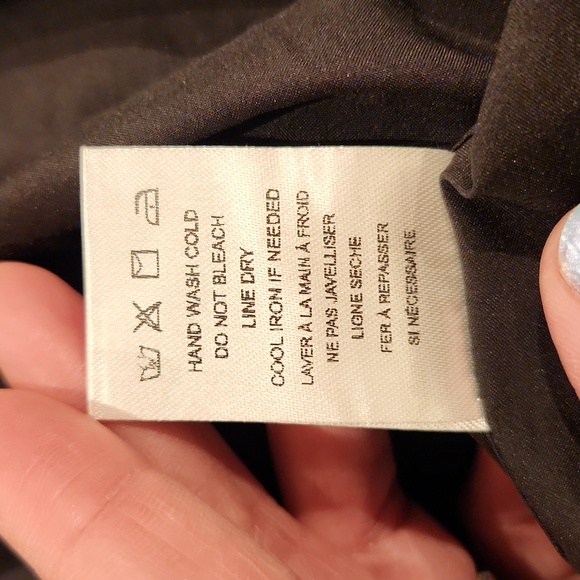 HAND WASH COLD
DO NOT BLEACH
LINE DRY
COOL IRON IF NEEDED
LAVER À LA MAIN À FROID
NE PAS JAVELLISER
LIGNE SECHE
FER À REPASSER
SI NÉCESSAIRE